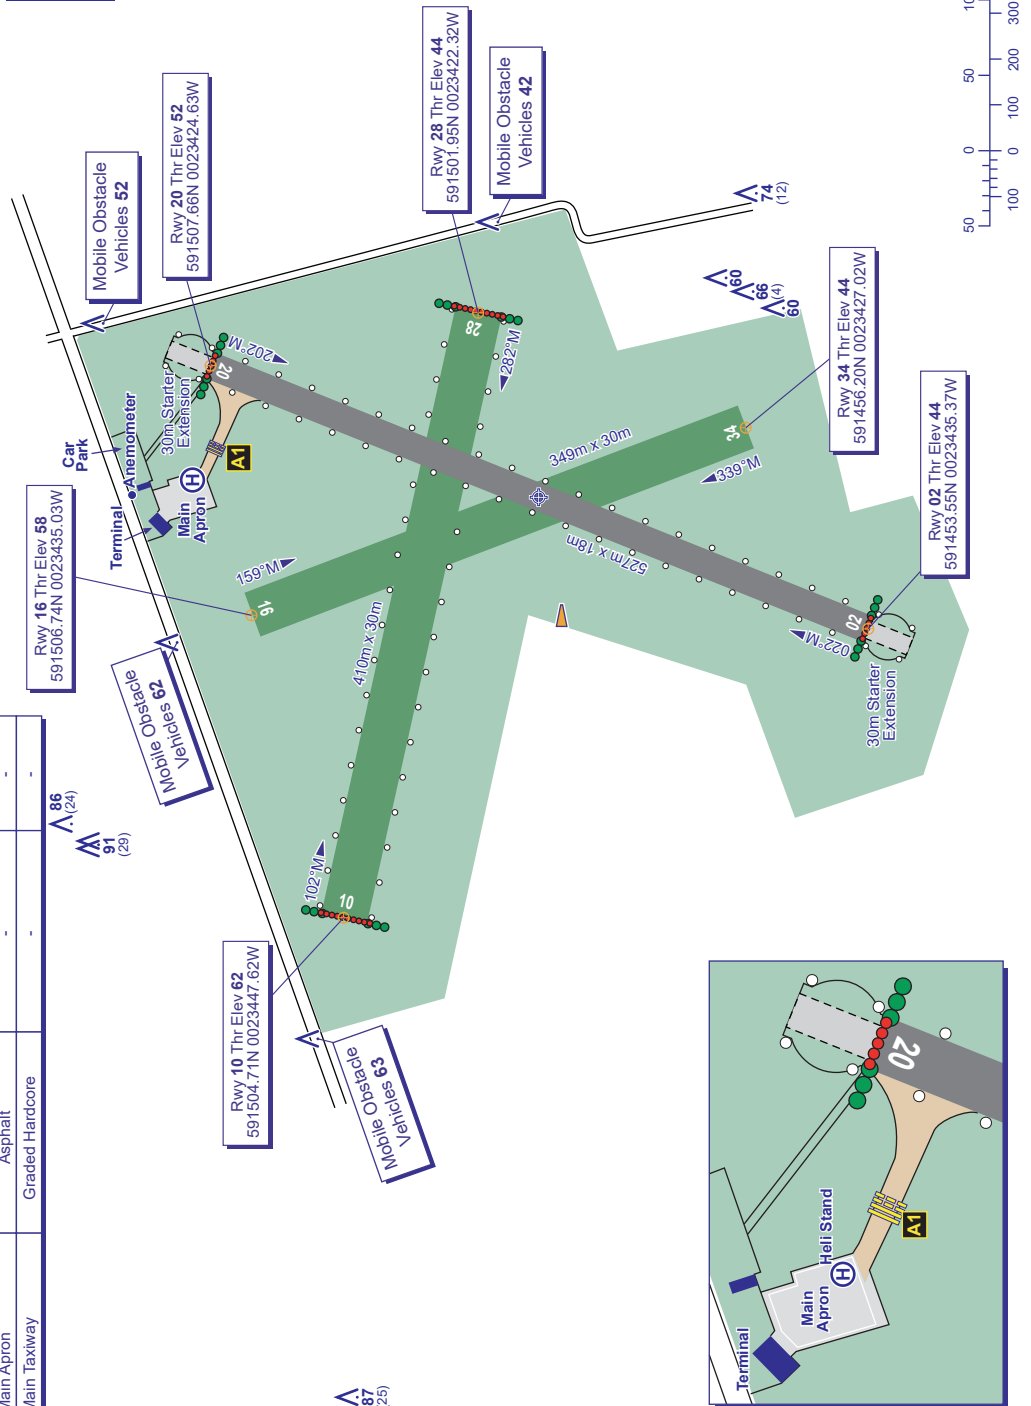 Main Apron
Asphalt
-
-
Main Taxiway
Graded Hardcore
-
-
86
(24)
91
(29)
87
(25)
Rwy 16 Thr Elev 58
591506.74N 0023435.03W
Mobile Obstacle
Vehicles 62
Mobile Obstacle
Vehicles 52
Rwy 20 Thr Elev 52
591507.66N 0023424.63W
Rwy 28 Thr Elev 44
591501.95N 0023422.32W
Mobile Obstacle
Vehicles 42
Rwy 10 Thr Elev 62
591504.71N 0023447.62W
Mobile Obstacle
Vehicles 63
Rwy 34 Thr Elev 44
591456.20N 0023427.02W
Rwy 02 Thr Elev 44
591453.55N 0023435.37W
Terminal
Anemometer
Car
Park
Main
Apron
H
A1
30m Starter
Extension
20
202°M
28
282°M
16
159°M
10
102°M
410m x 30m
349m x 30m
527m x 18m
34
339°M
02
022°M
30m Starter
Extension
74
(12)
60
66
(4)
60
50
0
50
100
0
100
200
300
Terminal
Main
Apron
Heli Stand
H
A1
20